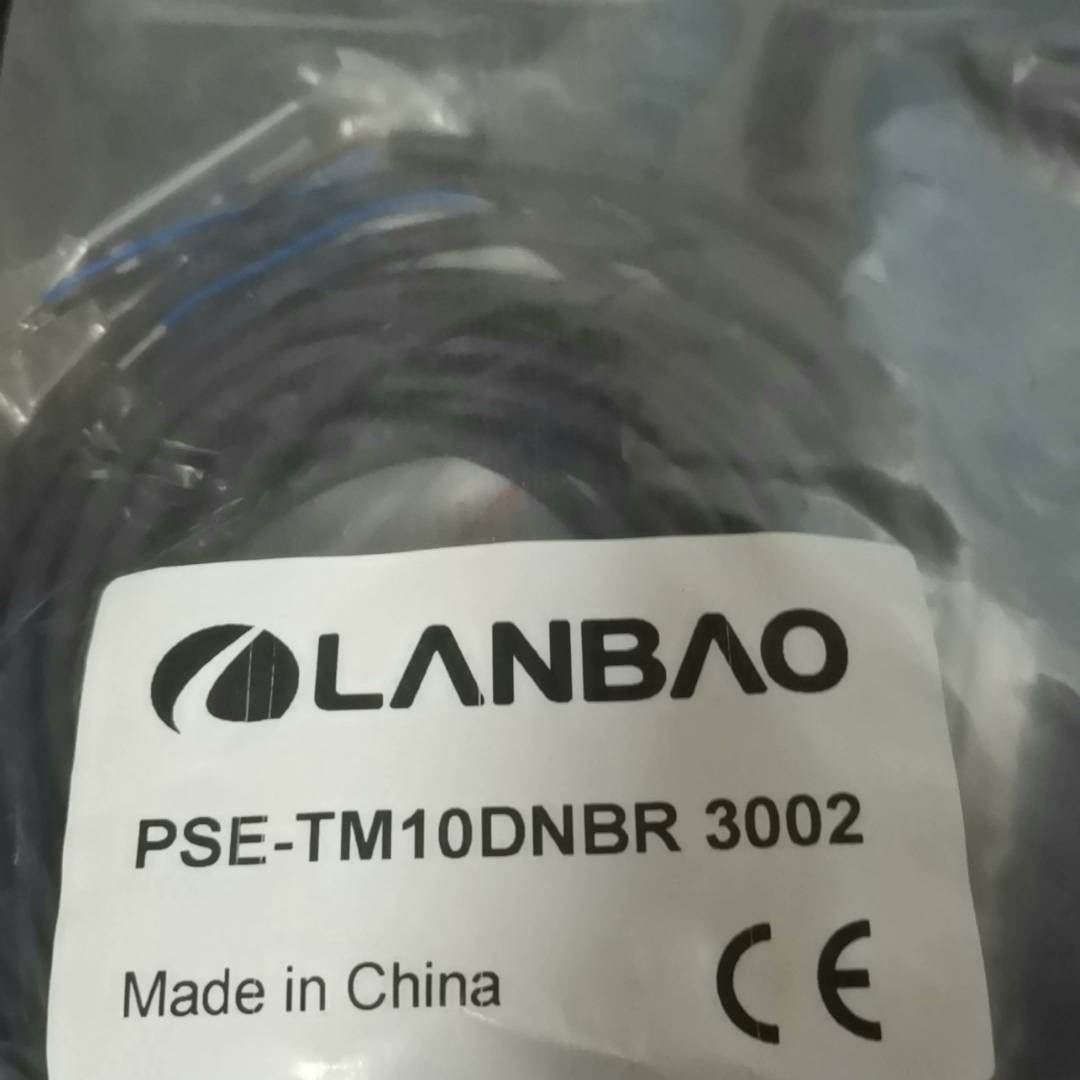 LANBAO
PSE-TM10DNBR 3002
Made in China
CE